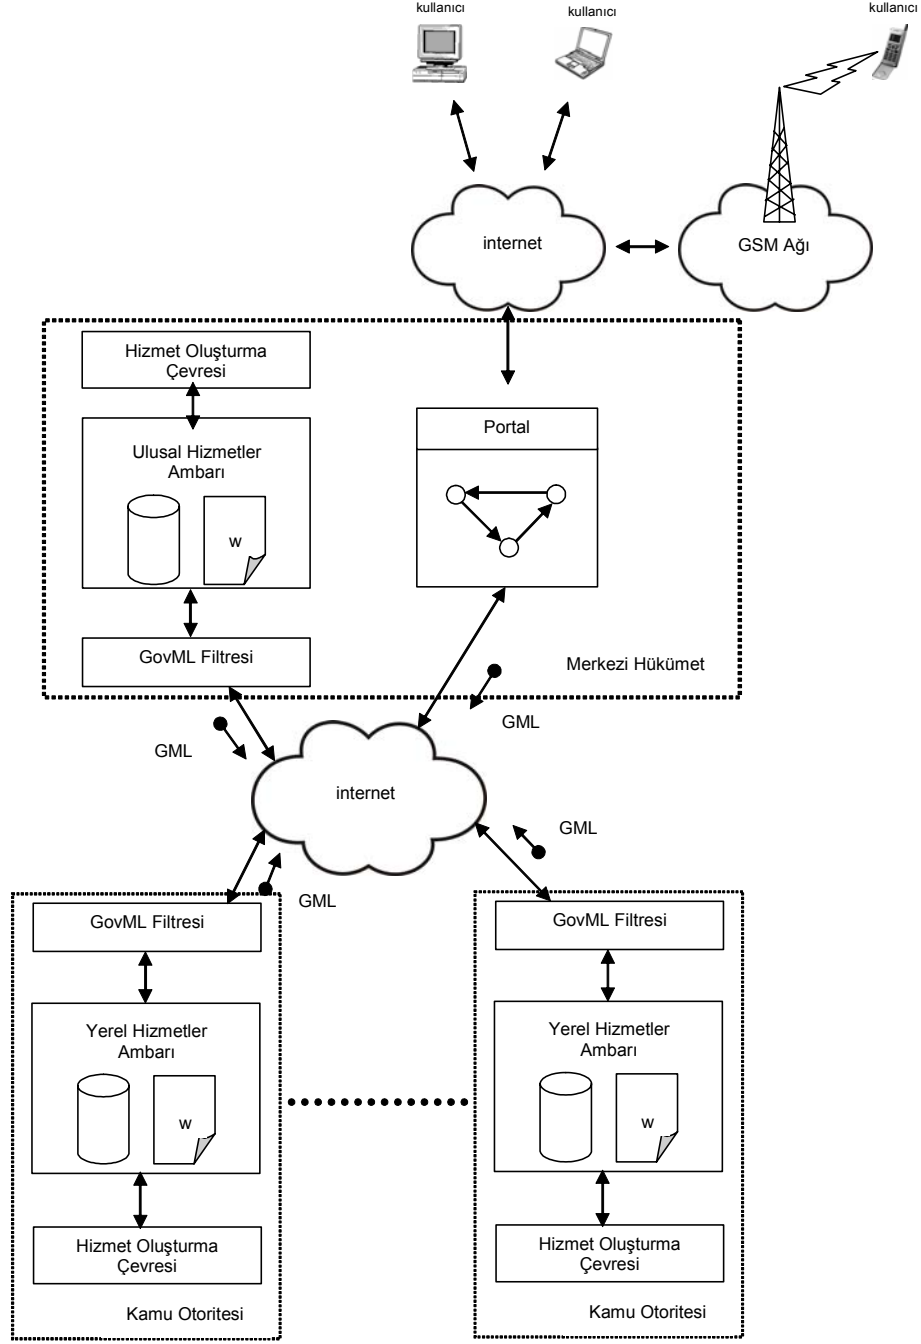 kullanıcı
kullanıcı
kullanıcı
internet
GSM Ağı
Hizmet Oluşturma
Çevresi
Ulusal Hizmetler
Ambarı
W
Portal
GovML Filtresi
Merkezi Hükümet
GML
GML
internet
GML
GML
GovML Filtresi
GovML Filtresi
Yerel Hizmetler
Ambarı
W
Yerel Hizmetler
Ambarı
W
Hizmet Oluşturma
Çevresi
Hizmet Oluşturma
Çevresi
Kamu Otoritesi
Kamu Otoritesi